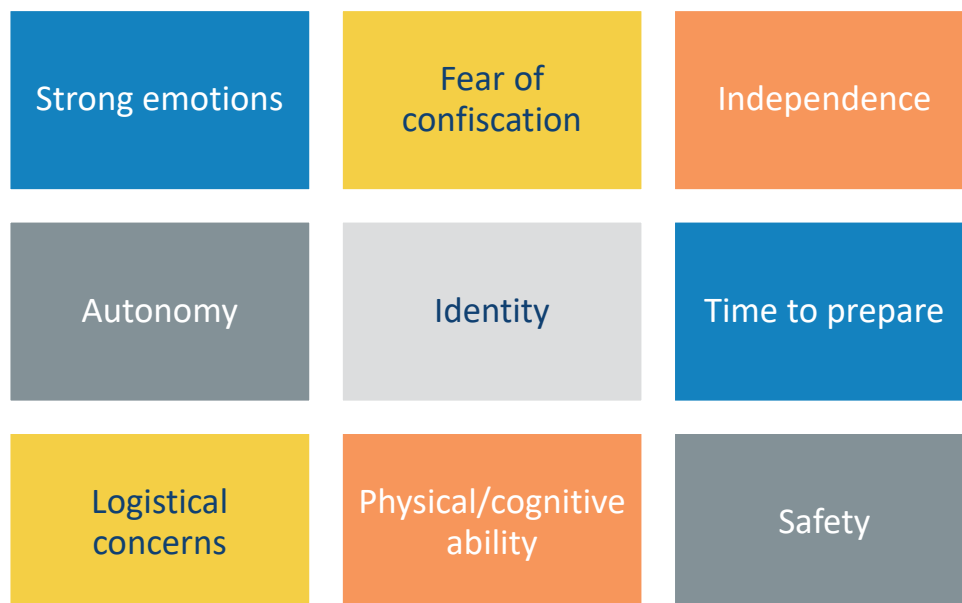 Strong emotions
Fear of
confiscation
Independence
Autonomy
Identity
Time to prepare
Logistical
concerns
Physical/cognitive
ability
Safety